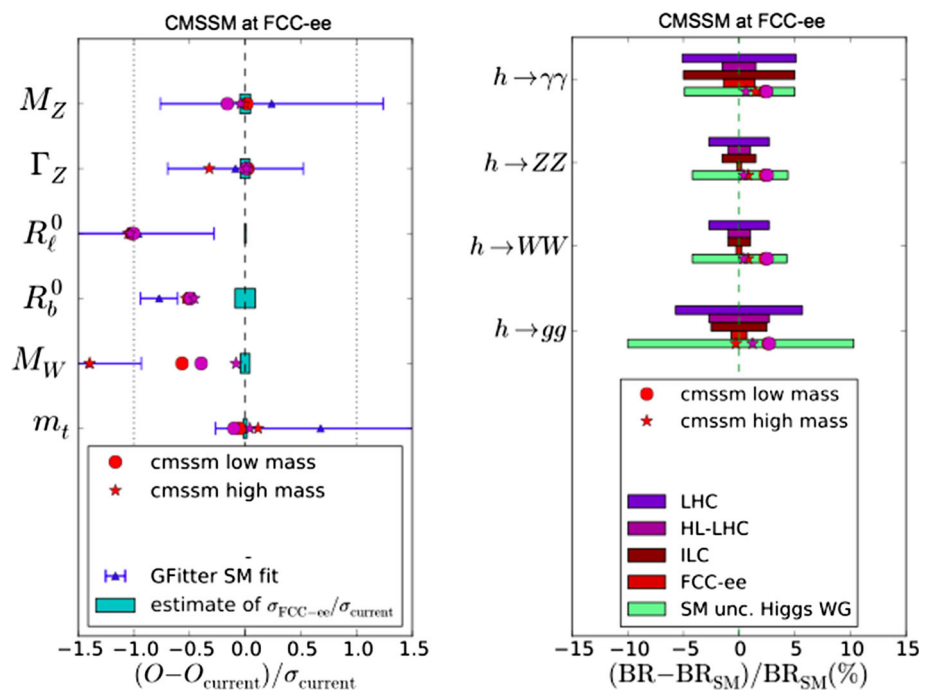 CMSSM at FCC-ee
M_Z
Γ_Z
R_ℓ^0
R_b^0
M_W
m_t
cmssm low mass
cmssm high mass
GFitter SM fit
estimate of σ_FCC−ee/σ_current
−1.5 −1.0 −0.5 0.0 0.5 1.0 1.5
(O−O_current)/σ_current
CMSSM at FCC-ee
h→γγ
h→ZZ
h→WW
h→gg
cmssm low mass
cmssm high mass
LHC
HL-LHC
ILC
FCC-ee
SM unc. Higgs WG
−15 −10 −5 0 5 10 15
(BR−BR_SM)/BR_SM(%)